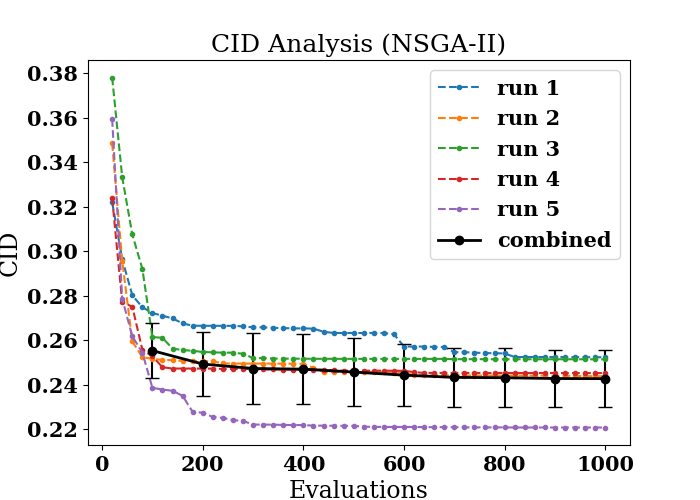 CID Analysis (NSGA-II)
0.38
0.36
0.34
0.32
0.30
0.28
0.26
0.24
0.22
CID
run 1
run 2
run 3
run 4
run 5
combined
0 200 400 600 800 1000
Evaluations